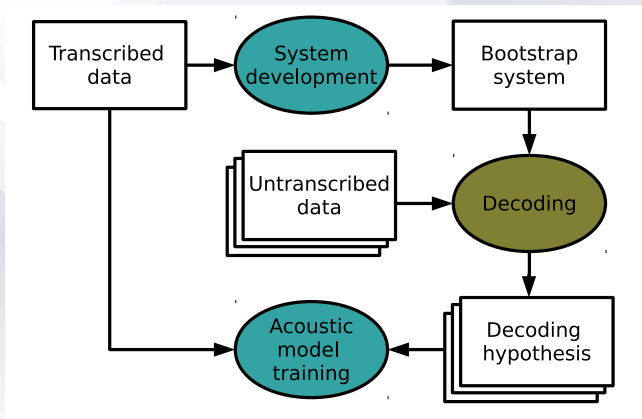 Transcribed
data
System
development
Bootstrap
system
Untranscribed
data
Decoding
Acoustic
model
training
Decoding
hypothesis